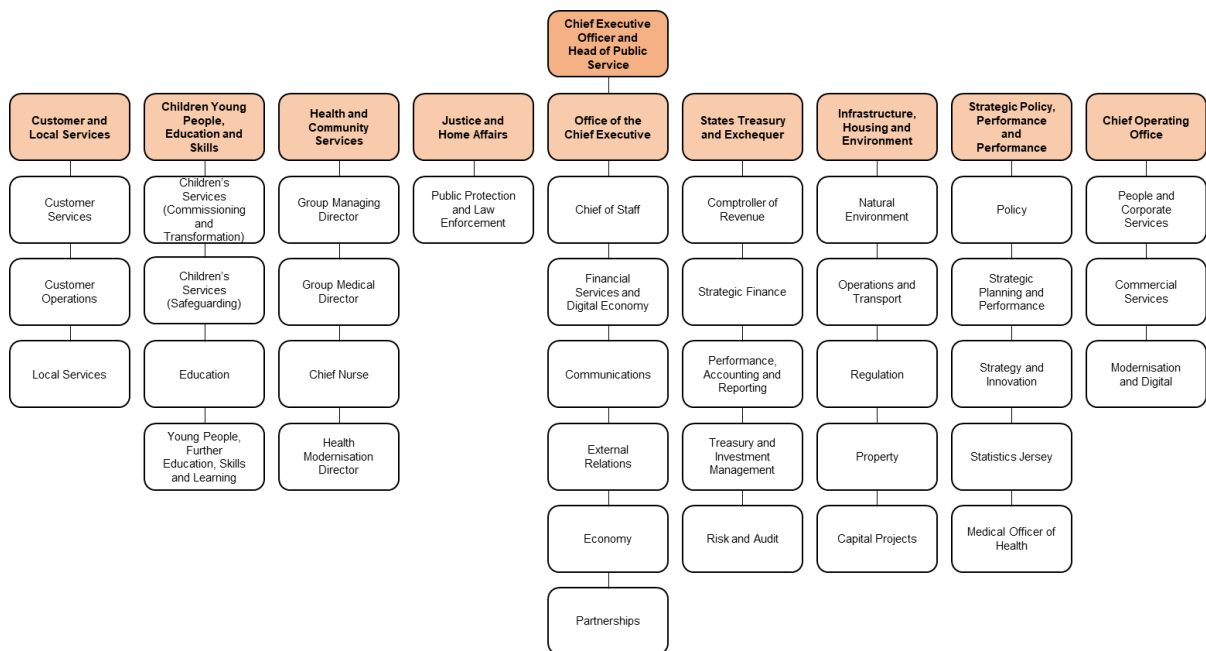 Chief Executive
Officer and
Head of Public
Service
Customer and
Local Services
Children Young
People,
Education and
Skills
Health and
Community
Services
Justice and
Home Affairs
Office of the
Chief Executive
States Treasury
and Exchequer
Infrastructure,
Housing and
Environment
Strategic Policy,
Performance
and
Performance
Chief Operating
Office
Customer
Services
Children’s
Services
(Commissioning
and
Transformation)
Group Managing
Director
Public Protection
and Law
Enforcement
Chief of Staff
Comptroller of
Revenue
Natural
Environment
Policy
People and
Corporate
Services
Customer
Operations
Children’s
Services
(Safeguarding)
Group Medical
Director
Financial
Services and
Digital Economy
Strategic Finance
Operations and
Transport
Strategic
Planning and
Performance
Commercial
Services
Local Services
Education
Chief Nurse
Communications
Performance,
Accounting and
Reporting
Regulation
Strategy and
Innovation
Modernisation
and Digital
Young People,
Further
Education, Skills
and Learning
Health
Modernisation
Director
External
Relations
Treasury and
Investment
Management
Property
Statistics Jersey
Economy
Risk and Audit
Capital Projects
Medical Officer of
Health
Partnerships